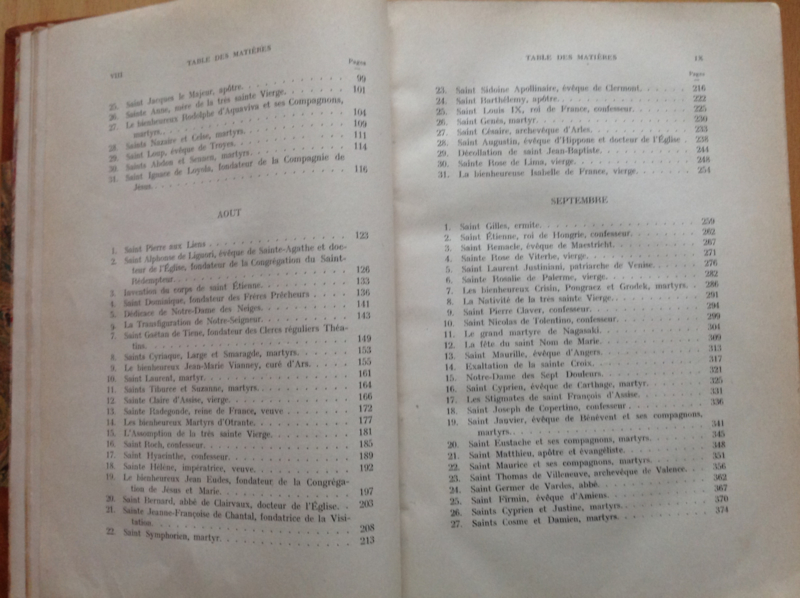 VIII
TABLE DES MATIÈRES
Pages
25. Saint Jacques le Majeur, apôtre. 99
26. Sainte Anne, mère de la très sainte Vierge. 101
27. Le bienheureux Rodolphe d'Aquaviva et ses Compagnons,
martyrs. 104
28. Saints Nazaire et Celse, martyrs. 109
29. Saint Loup, évêque de Troyes. 111
30. Saints Abdon et Sennen, martyrs. 114
31. Saint Ignace de Loyola, fondateur de la Compagnie de
Jésus. 116
AOUT
1. Saint Pierre aux Liens 123
2. Saint Alphonse de Liguori, évêque de Sainte-Agathe et doc-
teur de l'Église, fondateur de la Congrégation du Saint-
Rédempteur. 126
3. Invention du corps de saint Étienne. 133
4. Saint Dominique, fondateur des Frères Prêcheurs 136
5. Dédicace de Notre-Dame des Neiges. 141
6. La Transfiguration de Notre-Seigneur. 143
7. Saint Gaëtan de Tiene, fondateur des Clercs réguliers Théa-
tins. 149
8. Saints Cyriaque, Large et Smaragde, martyrs. 153
9. Le bienheureux Jean-Marie Vianney, curé d'Ars. 155
10. Saint Laurent, martyr. 161
11. Saints Tiburce et Suzanne, martyrs. 164
12. Sainte Claire d'Assise, vierge. 166
13. Sainte Radegonde, reine de France, veuve 172
14. Les bienheureux Martyrs d'Otrante. 177
15. L'Assomption de la très sainte Vierge. 181
16. Saint Roch, confesseur. 185
17. Saint Hyacinthe, confesseur. 189
18. Sainte Hélène, impératrice, veuve. 192
19. Le bienheureux Jean Eudes, fondateur de la Congréga-
tion de Jésus et Marie. 197
20. Saint Bernard, abbé de Clairvaux, docteur de l'Église. 203
21. Sainte Jeanne-Françoise de Chantal, fondatrice de la Visi-
tation. 208
22. Saint Symphorien, martyr. 213
TABLE DES MATIÈRES
IX
Pages
23. Saint Sidoine Apollinaire, évêque de Clermont. 216
24. Saint Barthélemy, apôtre. 222
25. Saint Louis IX, roi de France, confesseur. 225
26. Saint Genès, martyr. 230
27. Saint Césaire, archevêque d'Arles. 233
28. Saint Augustin, évêque d'Hippone et docteur de l'Église 238
29. Décollation de saint Jean-Baptiste. 244
30. Sainte Rose de Lima, vierge. 248
31. La bienheureuse Isabelle de France, vierge. 254
SEPTEMBRE
1. Saint Gilles, ermite. 259
2. Saint Étienne, roi de Hongrie, confesseur. 262
3. Saint Remacle, évêque de Maestricht. 267
4. Sainte Rose de Viterbe, vierge. 271
5. Saint Laurent Justiniani, patriarche de Venise. 276
6. Sainte Rosalie de Palerme, vierge. 282
7. Les bienheureux Crisin, Pongracz et Grodek, martyrs. 286
8. La Nativité de la très sainte Vierge. 291
9. Saint Pierre Claver, confesseur. 294
10. Saint Nicolas de Tolentino, confesseur. 299
11. Le grand martyre de Nagasaki. 304
12. La fête du saint Nom de Marie. 309
13. Saint Maurille, évêque d'Angers. 313
14. Exaltation de la sainte Croix. 317
15. Notre-Dame des Sept Douleurs. 321
16. Saint Cyprien, évêque de Carthage, martyr. 325
17. Les Stigmates de saint François d'Assise. 331
18. Saint Joseph de Copertino, confesseur 336
19. Saint Janvier, évêque de Bénévent et ses compagnons,
martyrs. 341
20. Saint Eustache et ses compagnons, martyrs. 345
21. Saint Matthieu, apôtre et évangéliste. 348
22. Saint Maurice et ses compagnons, martyrs. 351
23. Saint Thomas de Villeneuve, archevêque de Valence. 356
24. Saint Germer de Vardes, abbé. 362
25. Saint Firmin, évêque d'Amiens. 367
26. Saints Cyprien et Justine, martyrs. 370
27. Saints Cosme et Damien, martyrs. 374